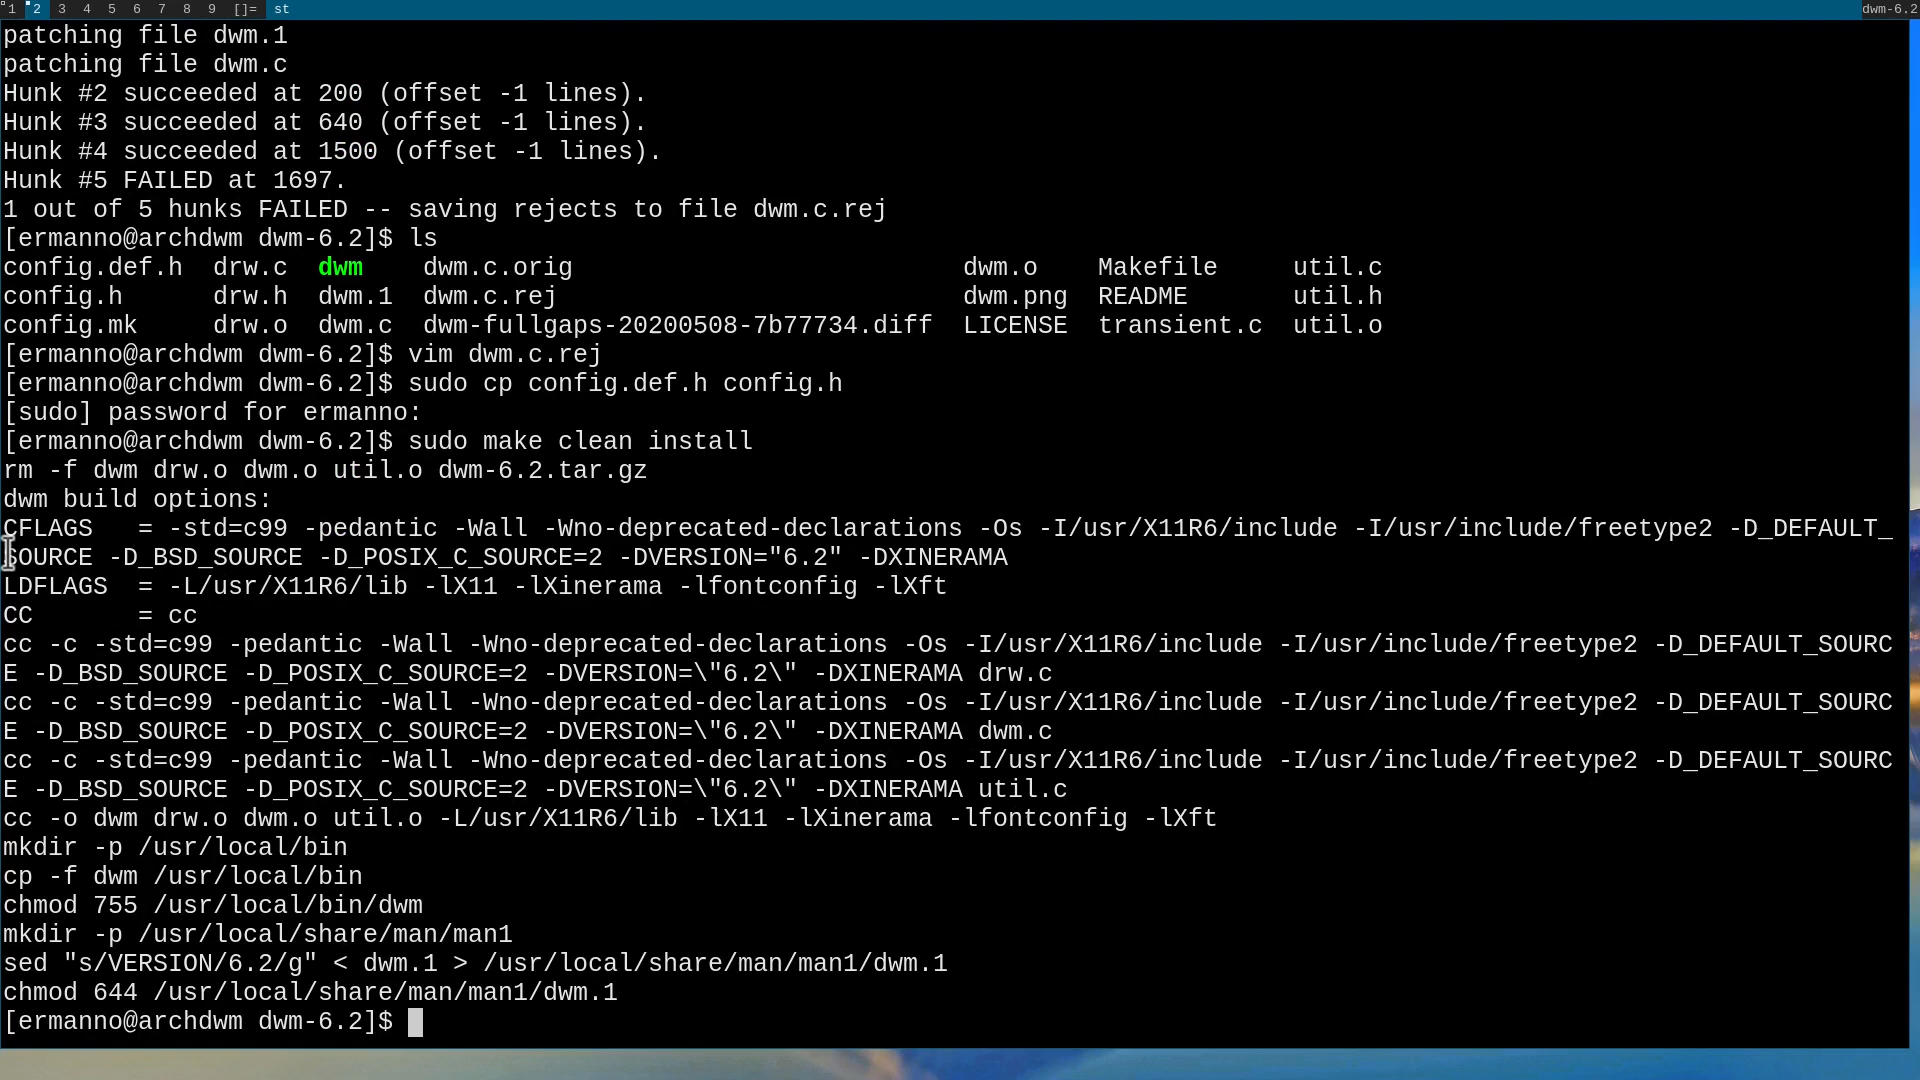 1 2 3 4 5 6 7 8 9 []= st dwm-6.2
patching file dwm.1
patching file dwm.c
Hunk #2 succeeded at 200 (offset -1 lines).
Hunk #3 succeeded at 640 (offset -1 lines).
Hunk #4 succeeded at 1500 (offset -1 lines).
Hunk #5 FAILED at 1697.
1 out of 5 hunks FAILED -- saving rejects to file dwm.c.rej
[ermanno@archdwm dwm-6.2]$ ls
config.def.h  drw.c  dwm    dwm.c.orig                          dwm.o    Makefile     util.c
config.h      drw.h  dwm.1  dwm.c.rej                           dwm.png  README       util.h
config.mk     drw.o  dwm.c  dwm-fullgaps-20200508-7b77734.diff  LICENSE  transient.c  util.o
[ermanno@archdwm dwm-6.2]$ vim dwm.c.rej
[ermanno@archdwm dwm-6.2]$ sudo cp config.def.h config.h
[sudo] password for ermanno:
[ermanno@archdwm dwm-6.2]$ sudo make clean install
rm -f dwm drw.o dwm.o util.o dwm-6.2.tar.gz
dwm build options:
CFLAGS   = -std=c99 -pedantic -Wall -Wno-deprecated-declarations -Os -I/usr/X11R6/include -I/usr/include/freetype2 -D_DEFAULT_
SOURCE -D_BSD_SOURCE -D_POSIX_C_SOURCE=2 -DVERSION="6.2" -DXINERAMA
LDFLAGS  = -L/usr/X11R6/lib -lX11 -lXinerama -lfontconfig -lXft
CC       = cc
cc -c -std=c99 -pedantic -Wall -Wno-deprecated-declarations -Os -I/usr/X11R6/include -I/usr/include/freetype2 -D_DEFAULT_SOURC
E -D_BSD_SOURCE -D_POSIX_C_SOURCE=2 -DVERSION=\"6.2\" -DXINERAMA drw.c
cc -c -std=c99 -pedantic -Wall -Wno-deprecated-declarations -Os -I/usr/X11R6/include -I/usr/include/freetype2 -D_DEFAULT_SOURC
E -D_BSD_SOURCE -D_POSIX_C_SOURCE=2 -DVERSION=\"6.2\" -DXINERAMA dwm.c
cc -c -std=c99 -pedantic -Wall -Wno-deprecated-declarations -Os -I/usr/X11R6/include -I/usr/include/freetype2 -D_DEFAULT_SOURC
E -D_BSD_SOURCE -D_POSIX_C_SOURCE=2 -DVERSION=\"6.2\" -DXINERAMA util.c
cc -o dwm drw.o dwm.o util.o -L/usr/X11R6/lib -lX11 -lXinerama -lfontconfig -lXft
mkdir -p /usr/local/bin
cp -f dwm /usr/local/bin
chmod 755 /usr/local/bin/dwm
mkdir -p /usr/local/share/man/man1
sed "s/VERSION/6.2/g" < dwm.1 > /usr/local/share/man/man1/dwm.1
chmod 644 /usr/local/share/man/man1/dwm.1
[ermanno@archdwm dwm-6.2]$